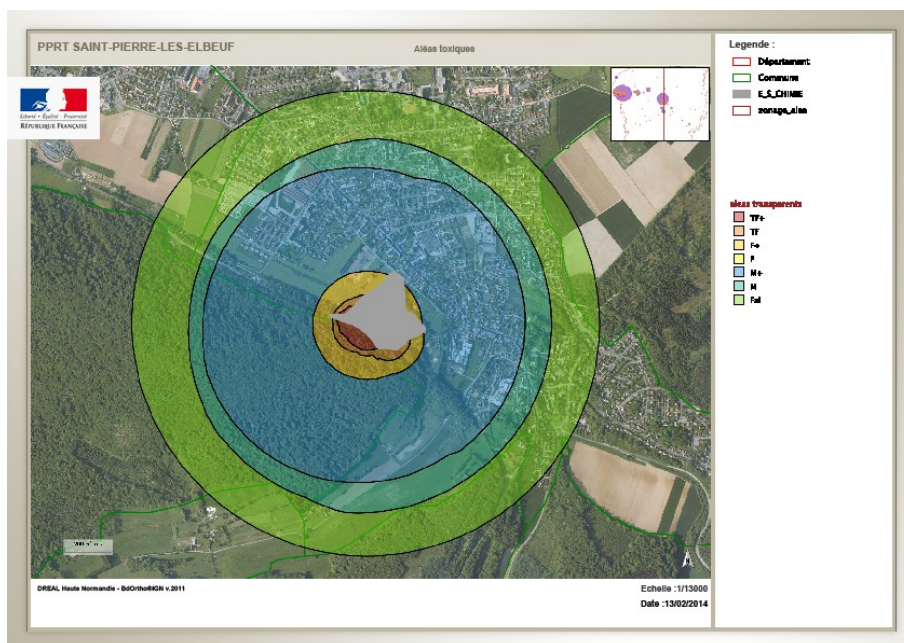 PPRT SAINT-PIERRE-LES-ELBEUF
Aléas toxiques
Liberté • Égalité • Fraternité
RÉPUBLIQUE FRANÇAISE
Legende :
Département
Commune
E_S_CHIMIE
zonage_alea
aléas transparents
TF+
TF
F+
F
M+
M
Fai
DREAL Haute Normandie - BdOrtho®IGN v.2011
Echelle :1/13000
Date :13/02/2014